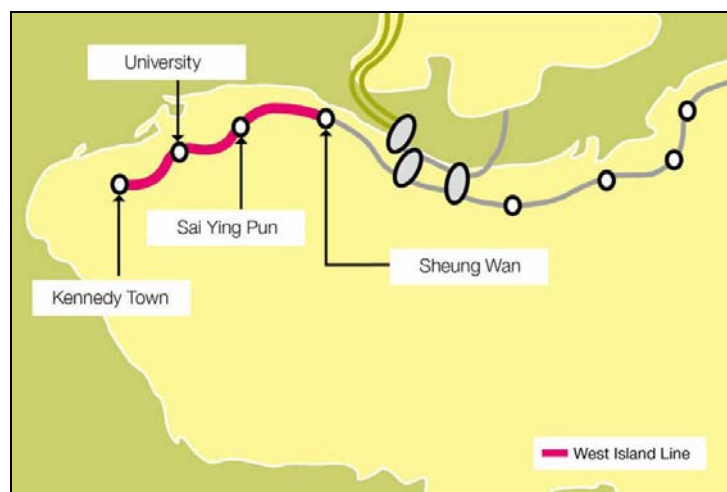 University
Sai Ying Pun
Sheung Wan
Kennedy Town
West Island Line